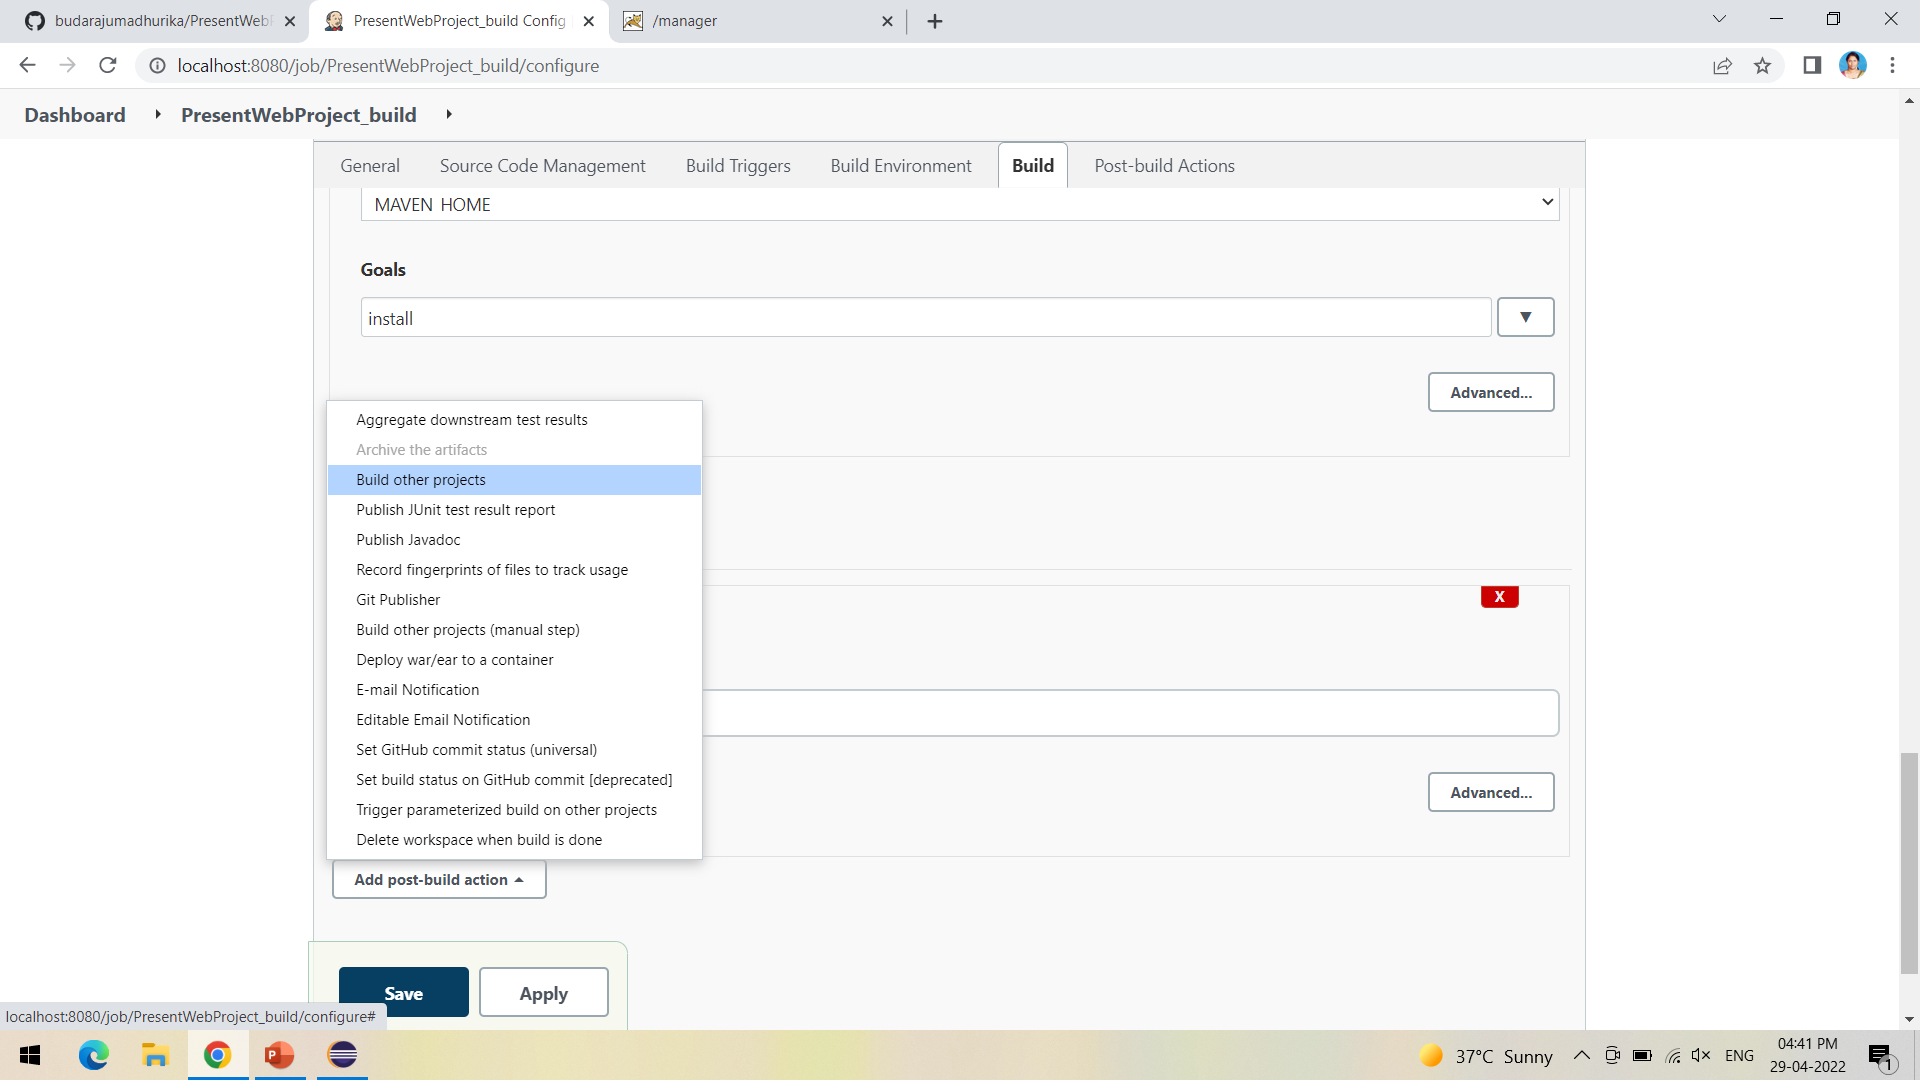 budarajumadhurika/PresentWebP
PresentWebProject_build Config
/manager
localhost:8080/job/PresentWebProject_build/configure
Dashboard
PresentWebProject_build
General
Source Code Management
Build Triggers
Build Environment
Build
Post-build Actions
MAVEN HOME
Goals
install
▼
Advanced...
Aggregate downstream test results
Archive the artifacts
Build other projects
Publish JUnit test result report
Publish Javadoc
Record fingerprints of files to track usage
X
Git Publisher
Build other projects (manual step)
Deploy war/ear to a container
E-mail Notification
Editable Email Notification
Set GitHub commit status (universal)
Set build status on GitHub commit [deprecated]
Advanced...
Trigger parameterized build on other projects
Delete workspace when build is done
Add post-build action
Save
Apply
localhost:8080/job/PresentWebProject_build/configure#
P
37°C Sunny
ENG
04:41 PM
29-04-2022
1